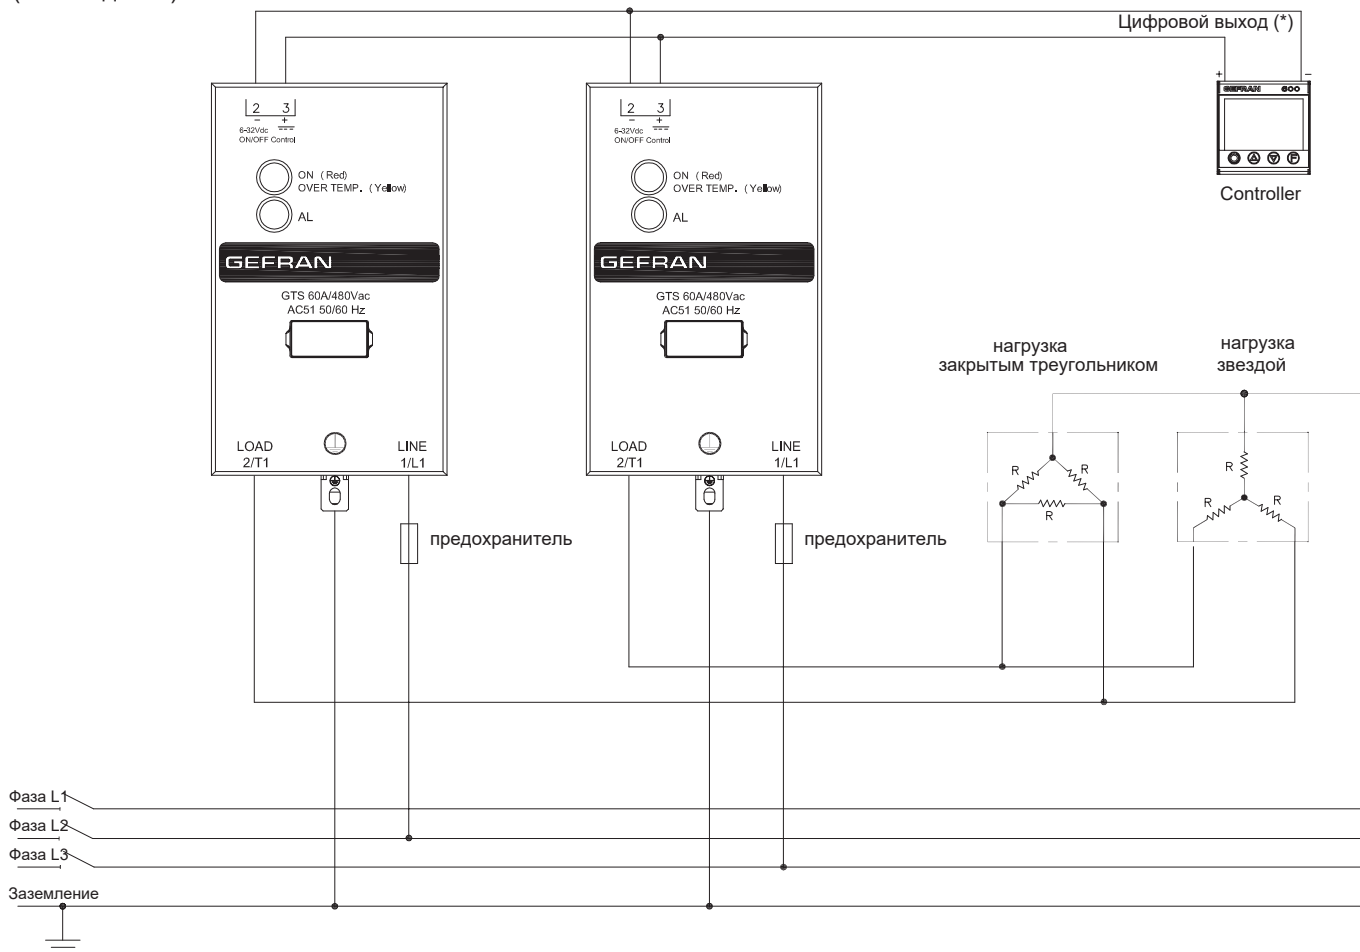 Цифровой выход (*)
+ −
GEFRAN 600
F
Controller
2 3
− +
6-32Vdc
ON/OFF Control
ON (Red)
OVER TEMP. (Yellow)
AL
GEFRAN
GTS 60A/480Vac
AC51 50/60 Hz
LOAD
2/T1
LINE
1/L1
предохранитель
2 3
− +
6-32Vdc
ON/OFF Control
ON (Red)
OVER TEMP. (Yellow)
AL
GEFRAN
GTS 60A/480Vac
AC51 50/60 Hz
LOAD
2/T1
LINE
1/L1
предохранитель
нагрузка
закрытым треугольником
R R
R
нагрузка
звездой
R
R R
Фаза L1
Фаза L2
Фаза L3
Заземление